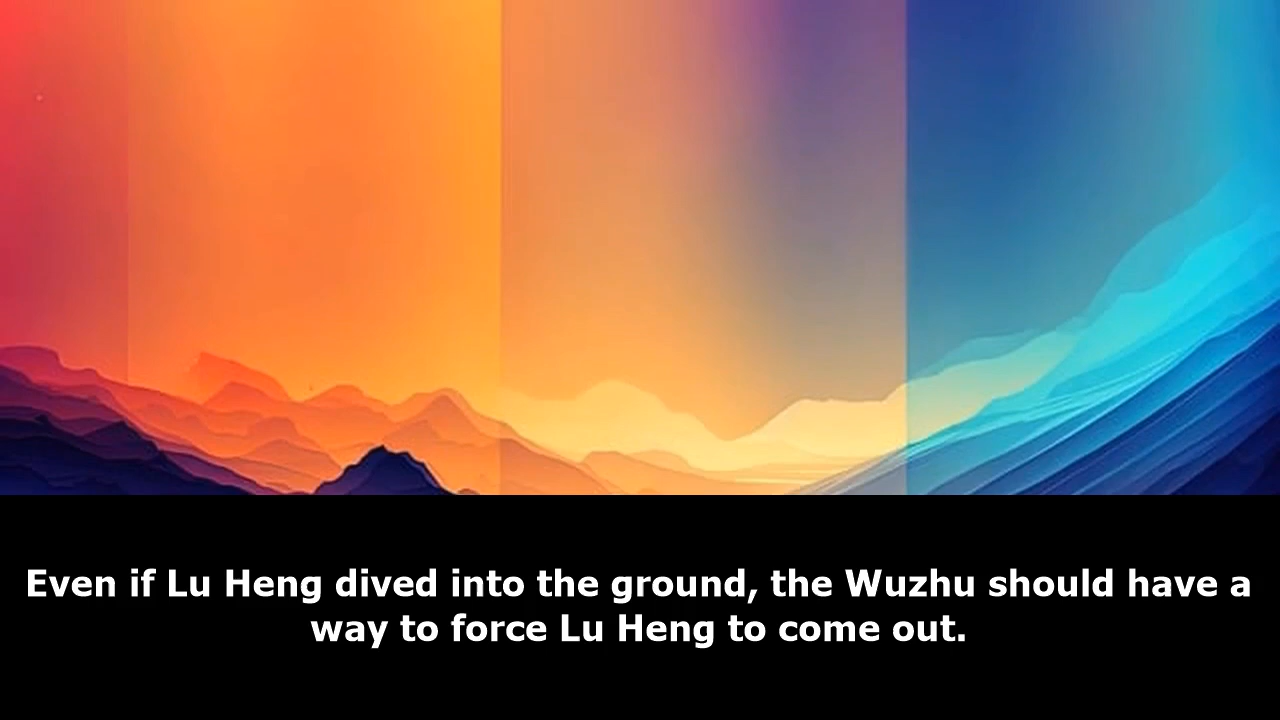 Even if Lu Heng dived into the ground, the Wuzhu should have a
way to force Lu Heng to come out.